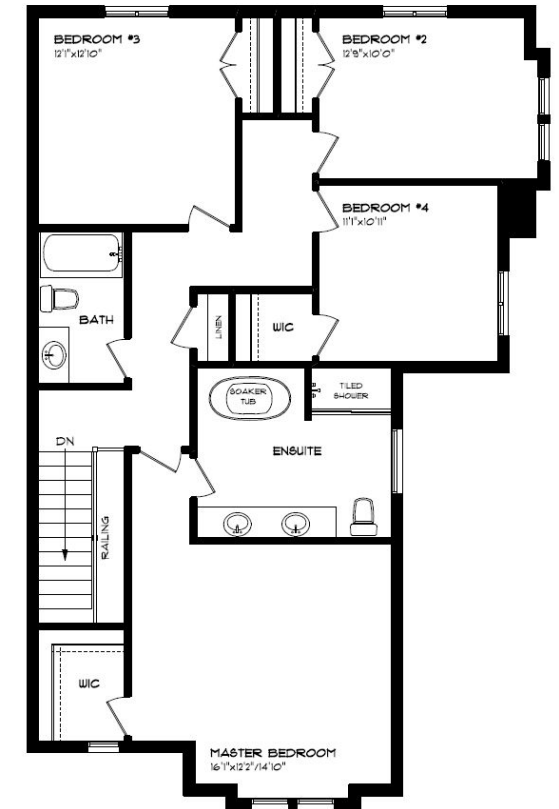 BEDROOM #3
12'1"x12'10"
BEDROOM #2
12'9"x10'0"
BEDROOM #4
11'1"x10'11"
BATH
LINEN
WIC
SOAKER
TUB
TILED
SHOWER
ENSUITE
DN
RAILING
WIC
MASTER BEDROOM
16'1"x12'2"/14'10"